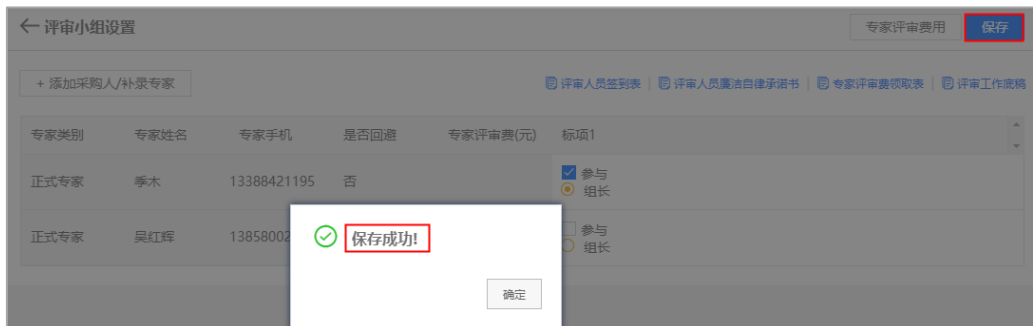 ← 评审小组设置 专家评审费用 保存
+ 添加采购人/补录专家 评审人员签到表 | 评审人员廉洁自律承诺书 | 专家评审费领取表 | 评审工作底稿
专家类别 专家姓名 专家手机 是否回避 专家评审费(元) 标项1
正式专家 季木 13388421195 否 参与
组长
正式专家 吴红辉 13858002 参与
组长
保存成功!
确定